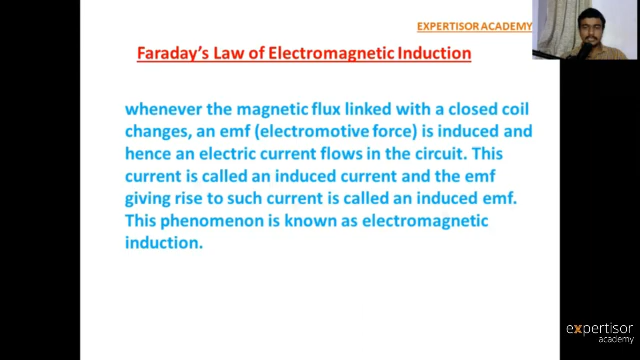 EXPERTISOR ACADEMY
Faraday's Law of Electromagnetic Induction
whenever the magnetic flux linked with a closed coil
changes, an emf (electromotive force) is induced and
hence an electric current flows in the circuit. This
current is called an induced current and the emf
giving rise to such current is called an induced emf.
This phenomenon is known as electromagnetic
induction.
expertisor
academy